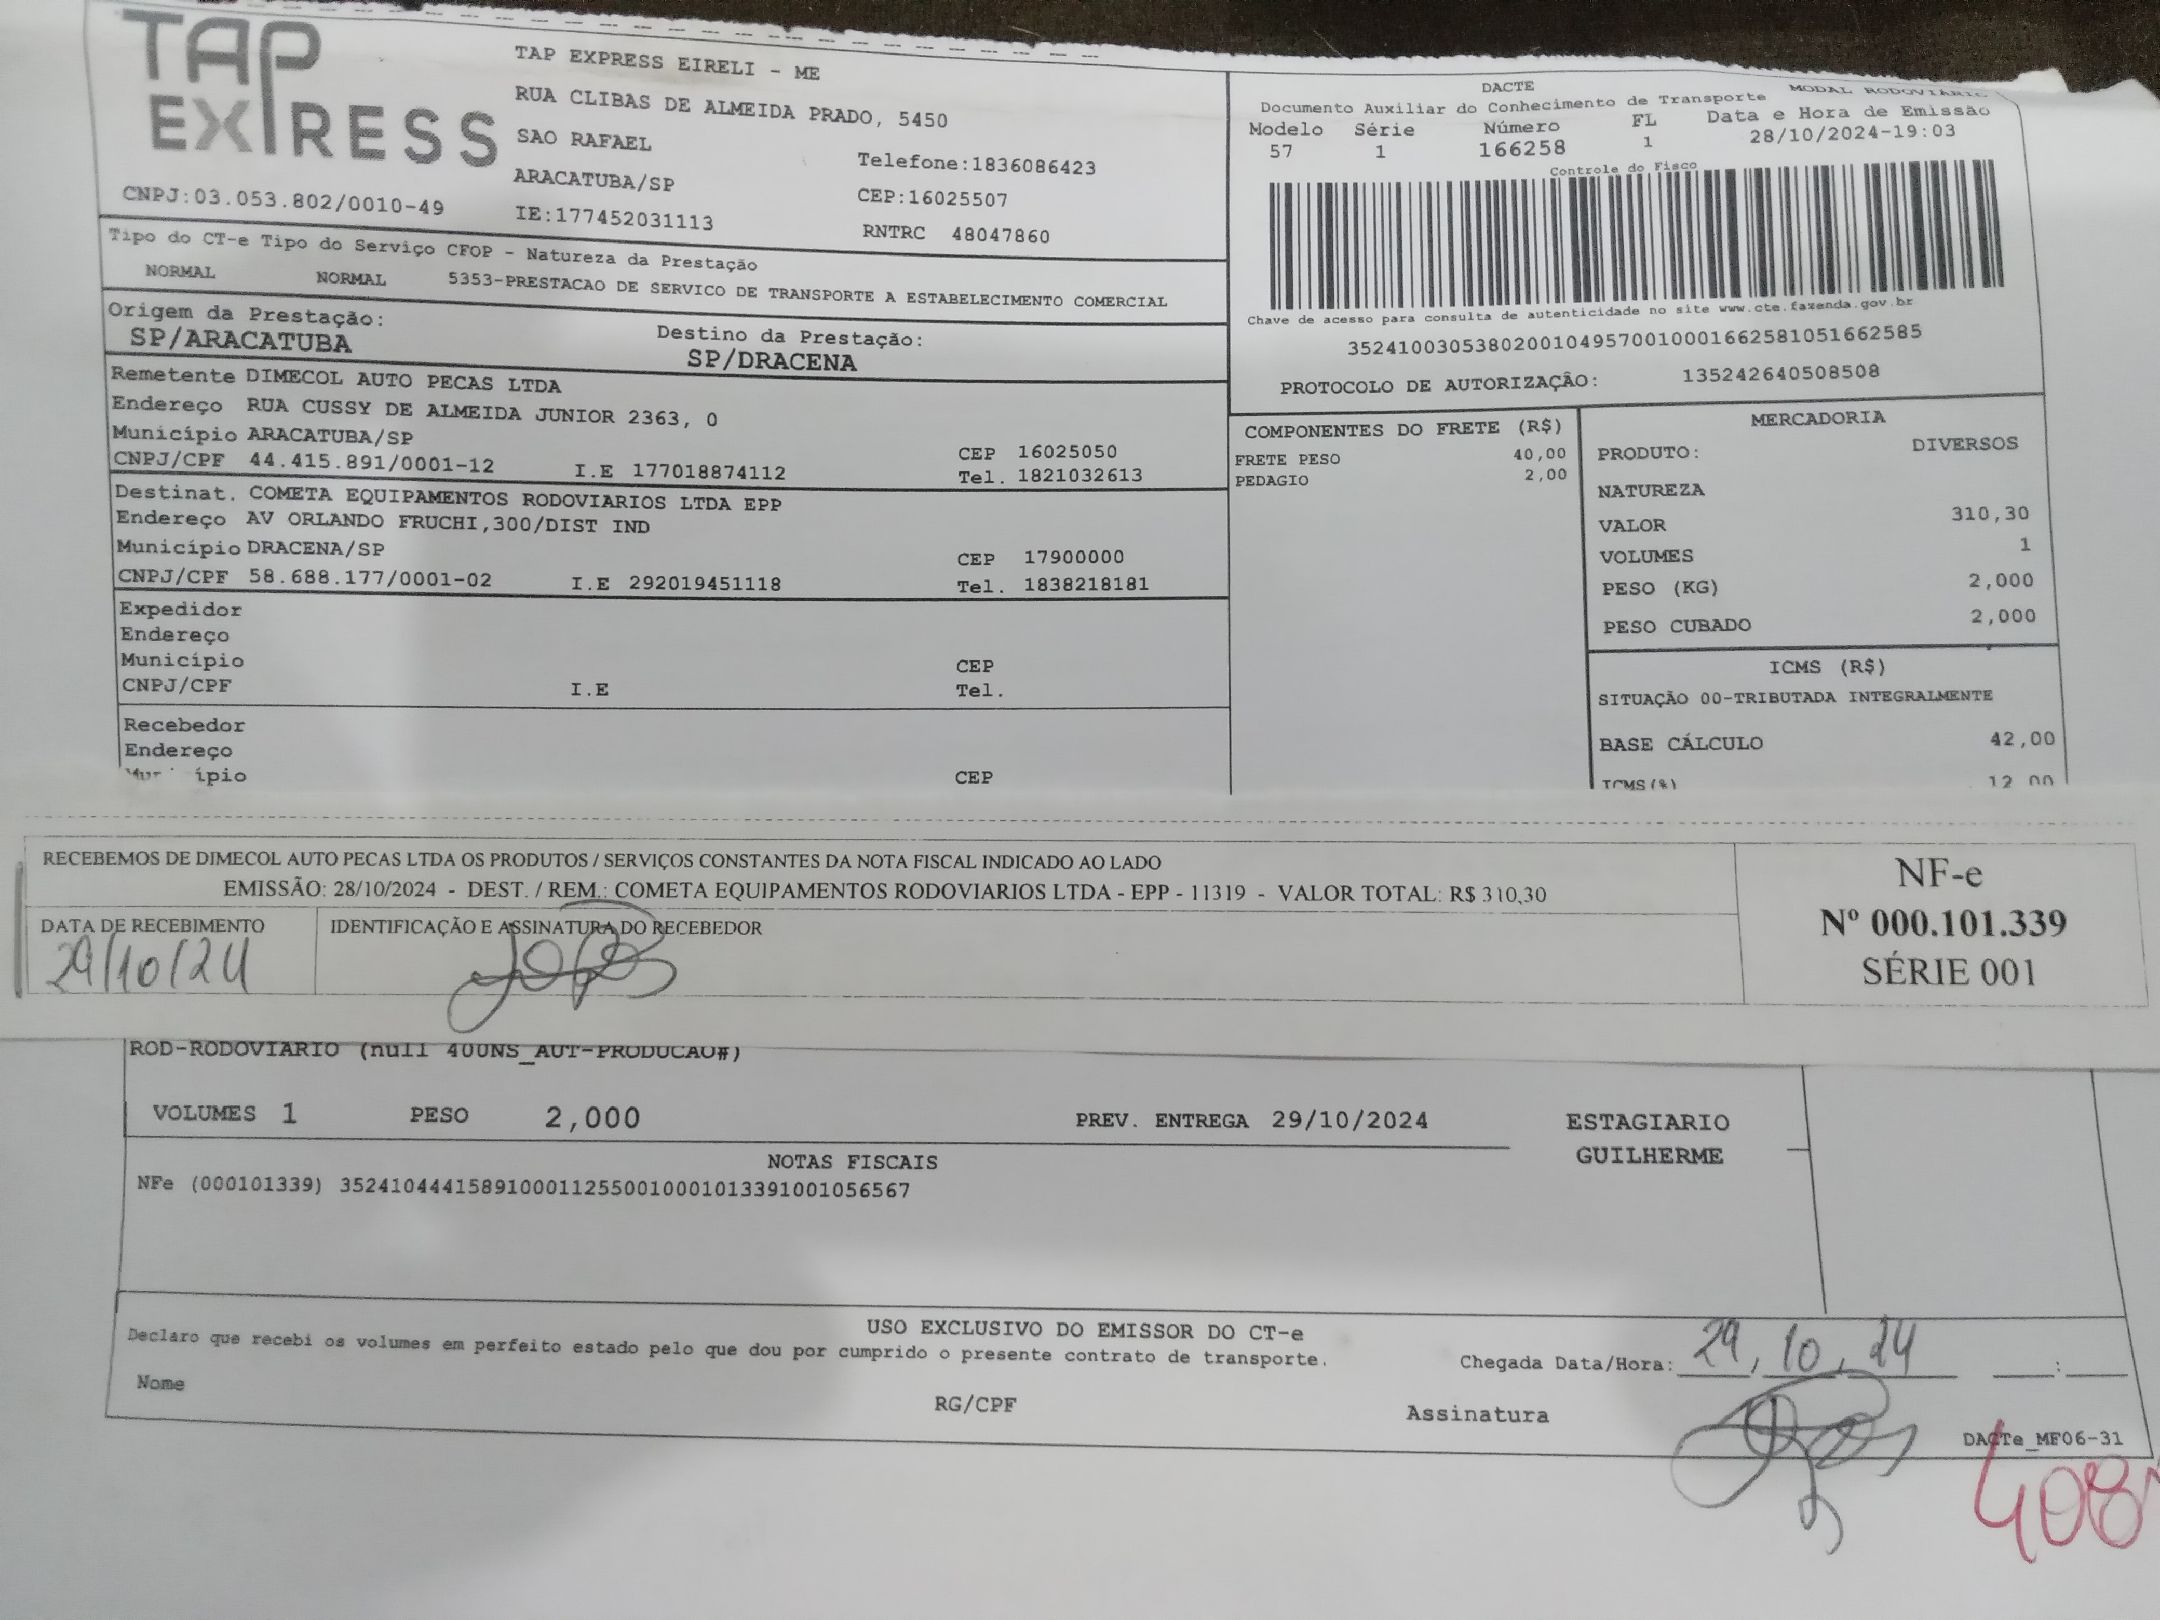 TAP EXPRESS
TAP EXPRESS EIRELI - ME
RUA CLIBAS DE ALMEIDA PRADO, 5450
SAO RAFAEL
ARACATUBA/SP
Telefone:1836086423
CEP:16025507
CNPJ:03.053.802/0010-49
IE:177452031113
RNTRC 48047860
Tipo do CT-e Tipo do Serviço CFOP - Natureza da Prestação
NORMAL NORMAL 5353-PRESTACAO DE SERVICO DE TRANSPORTE A ESTABELECIMENTO COMERCIAL
Origem da Prestação: Destino da Prestação:
SP/ARACATUBA SP/DRACENA
Remetente DIMECOL AUTO PECAS LTDA
Endereço RUA CUSSY DE ALMEIDA JUNIOR 2363, 0
Município ARACATUBA/SP CEP 16025050
CNPJ/CPF 44.415.891/0001-12 I.E 177018874112 Tel. 1821032613
Destinat. COMETA EQUIPAMENTOS RODOVIARIOS LTDA EPP
Endereço AV ORLANDO FRUCHI,300/DIST IND
Município DRACENA/SP CEP 17900000
CNPJ/CPF 58.688.177/0001-02 I.E 292019451118 Tel. 1838218181
Expedidor
Endereço
Município CEP
CNPJ/CPF I.E Tel.
Recebedor
Endereço
Município CEP
DACTE MODAL RODOVIARIO
Documento Auxiliar do Conhecimento de Transporte
Modelo Série Número FL Data e Hora de Emissão
57 1 166258 1 28/10/2024-19:03
Controle do Fisco
Chave de acesso para consulta de autenticidade no site www.cte.fazenda.gov.br
35241003053802001049570010001662581051662585
PROTOCOLO DE AUTORIZAÇÃO: 135242640508508
COMPONENTES DO FRETE (R$)
FRETE PESO 40,00
PEDAGIO 2,00
MERCADORIA
PRODUTO: DIVERSOS
NATUREZA
VALOR 310,30
VOLUMES 1
PESO (KG) 2,000
PESO CUBADO 2,000
ICMS (R$)
SITUAÇÃO 00-TRIBUTADA INTEGRALMENTE
BASE CÁLCULO 42,00
ICMS(%) 12,00
RECEBEMOS DE DIMECOL AUTO PECAS LTDA OS PRODUTOS / SERVIÇOS CONSTANTES DA NOTA FISCAL INDICADO AO LADO
EMISSÃO: 28/10/2024 - DEST. / REM.: COMETA EQUIPAMENTOS RODOVIARIOS LTDA - EPP - 11319 - VALOR TOTAL: R$ 310,30
DATA DE RECEBIMENTO IDENTIFICAÇÃO E ASSINATURA DO RECEBEDOR
29/10/24
NF-e
Nº 000.101.339
SÉRIE 001
ROD-RODOVIARIO (null 400NS_AUT-PRODUCAO#)
VOLUMES 1 PESO 2,000 PREV. ENTREGA 29/10/2024
ESTAGIARIO
GUILHERME
NOTAS FISCAIS
NFe (000101339) 35241044415891000112550010001013391001056567
USO EXCLUSIVO DO EMISSOR DO CT-e
Declaro que recebi os volumes em perfeito estado pelo que dou por cumprido o presente contrato de transporte.
Chegada Data/Hora: 29, 10, 24 :
Nome RG/CPF Assinatura
DACTe_MF06-31
408